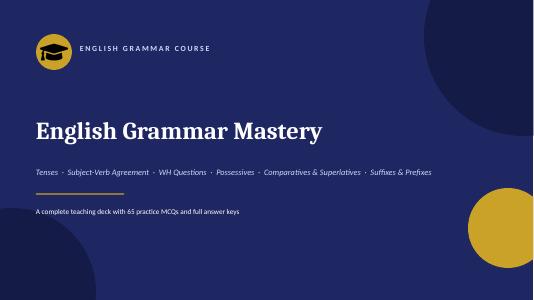 ENGLISH GRAMMAR COURSE
English Grammar Mastery
Tenses · Subject-Verb Agreement · WH Questions · Possessives · Comparatives & Superlatives · Suffixes & Prefixes
A complete teaching deck with 65 practice MCQs and full answer keys